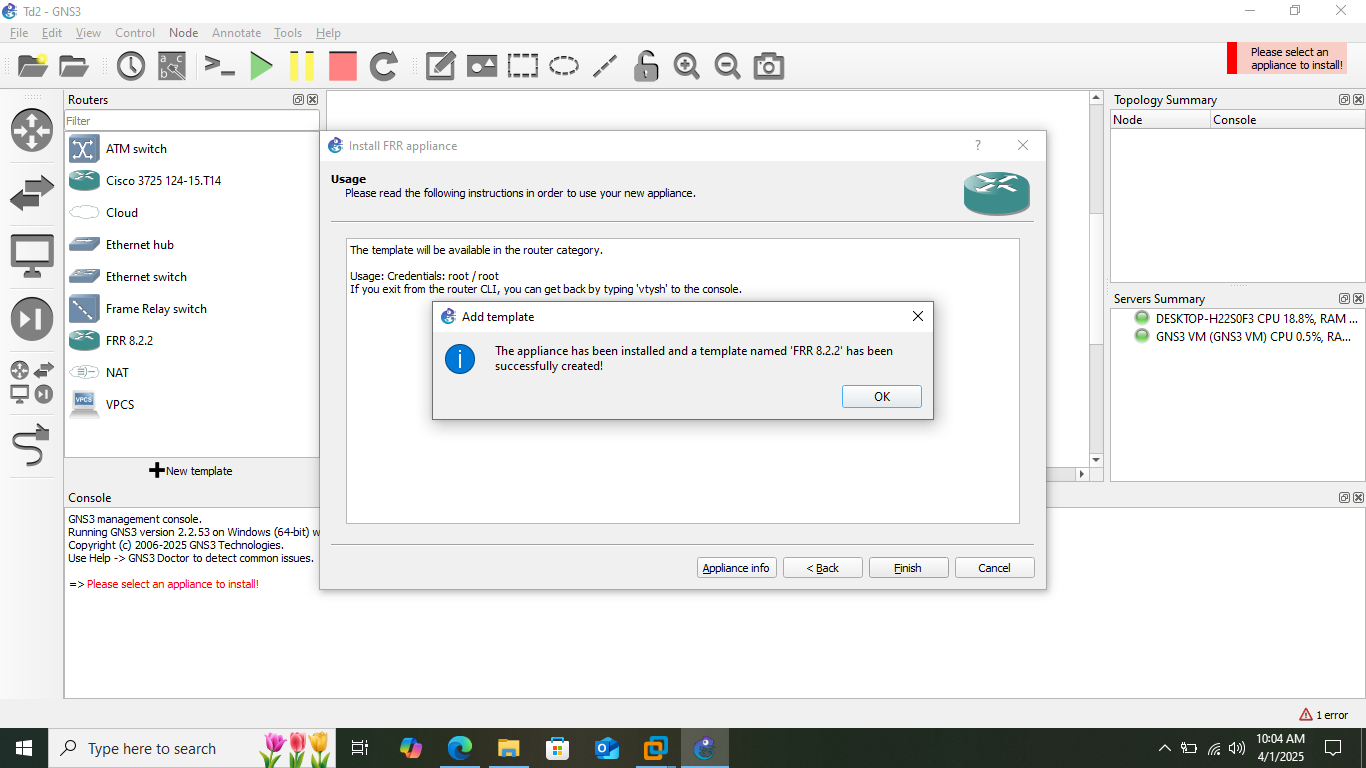 Td2 - GNS3
File Edit View Control Node Annotate Tools Help
Please select an
appliance to install!
Routers
Filter
ATM switch
Cisco 3725 124-15.T14
Cloud
Ethernet hub
Ethernet switch
Frame Relay switch
FRR 8.2.2
NAT
VPCS
New template
Install FRR appliance
?
Usage
Please read the following instructions in order to use your new appliance.
The template will be available in the router category.
Usage: Credentials: root / root
If you exit from the router CLI, you can get back by typing 'vtysh' to the console.
Add template
The appliance has been installed and a template named 'FRR 8.2.2' has been
successfully created!
OK
Appliance info
< Back
Finish
Cancel
Topology Summary
Node Console
Servers Summary
DESKTOP-H22S0F3 CPU 18.8%, RAM ...
GNS3 VM (GNS3 VM) CPU 0.5%, RA...
Console
GNS3 management console.
Running GNS3 version 2.2.53 on Windows (64-bit) w
Copyright (c) 2006-2025 GNS3 Technologies.
Use Help -> GNS3 Doctor to detect common issues.
=> Please select an appliance to install!
1 error
Type here to search
10:04 AM
4/1/2025